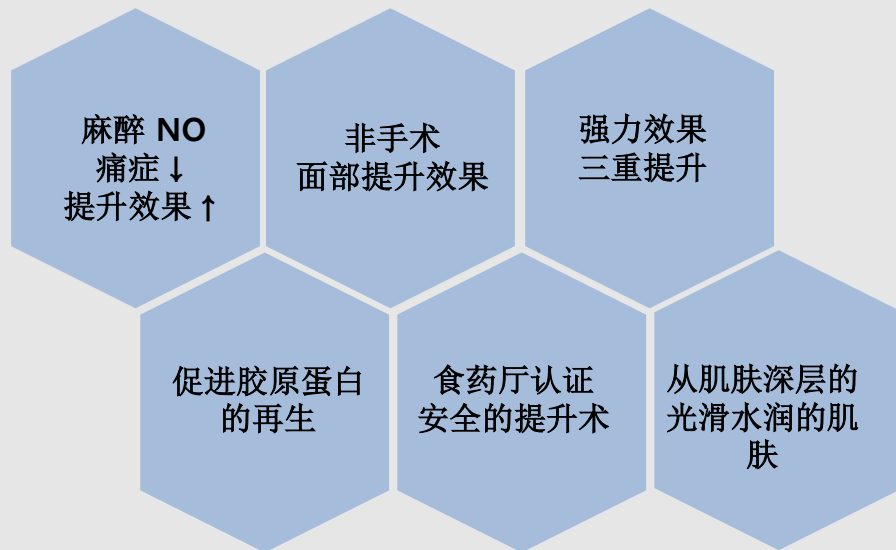 麻醉 NO
痛症↓
提升效果↑
非手术
面部提升效果
强力效果
三重提升
促进胶原蛋白
的再生
食药厅认证
安全的提升术
从肌肤深层的
光滑水润的肌
肤